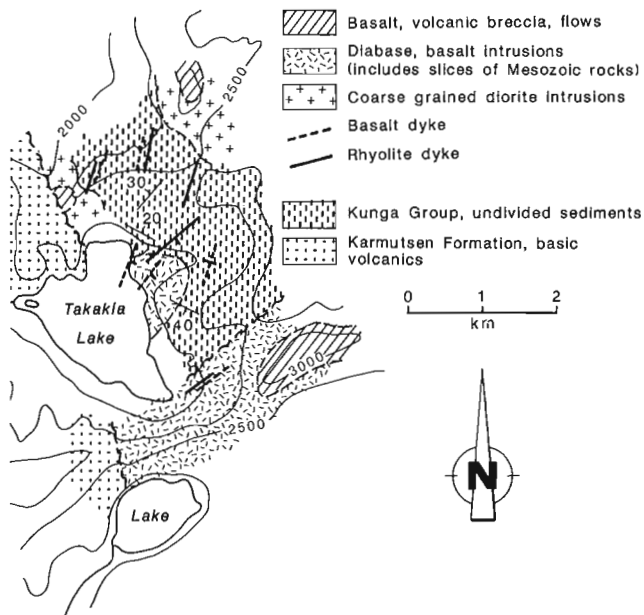 Basalt, volcanic breccia, flows
Diabase, basalt intrusions
(includes slices of Mesozoic rocks)
Coarse grained diorite intrusions
Basalt dyke
Rhyolite dyke
Kunga Group, undivided sediments
Karmutsen Formation, basic
volcanics
0 1 2
km
N
2500
2000
30
20
Takakia
Lake
40
3000
2500
Lake